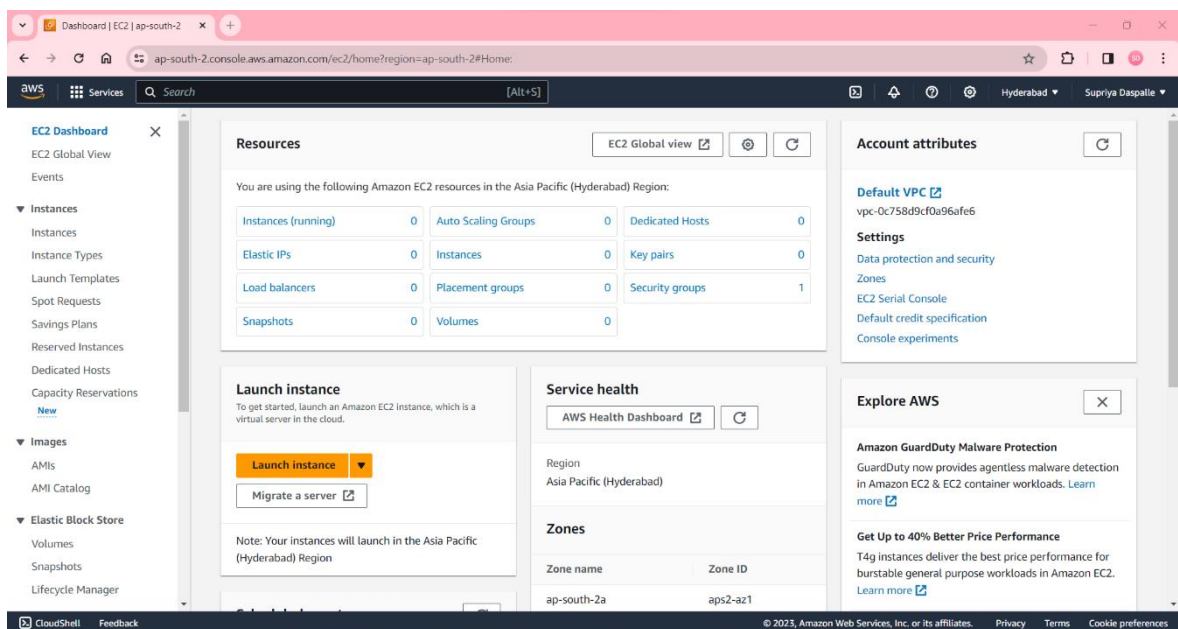 Dashboard | EC2 | ap-south-2
ap-south-2.console.aws.amazon.com/ec2/home?region=ap-south-2#Home:
aws Services Search [Alt+S] Hyderabad Supriya Daspalle
EC2 Dashboard
EC2 Global View
Events
Instances
Instances
Instance Types
Launch Templates
Spot Requests
Savings Plans
Reserved Instances
Dedicated Hosts
Capacity Reservations
New
Images
AMIs
AMI Catalog
Elastic Block Store
Volumes
Snapshots
Lifecycle Manager
Resources
EC2 Global view
You are using the following Amazon EC2 resources in the Asia Pacific (Hyderabad) Region:
Instances (running) 0 Auto Scaling Groups 0 Dedicated Hosts 0
Elastic IPs 0 Instances 0 Key pairs 0
Load balancers 0 Placement groups 0 Security groups 1
Snapshots 0 Volumes 0
Launch instance
To get started, launch an Amazon EC2 instance, which is a
virtual server in the cloud.
Launch instance
Migrate a server
Note: Your instances will launch in the Asia Pacific
(Hyderabad) Region
Service health
AWS Health Dashboard
Region
Asia Pacific (Hyderabad)
Zones
Zone name Zone ID
ap-south-2a aps2-az1
Account attributes
Default VPC
vpc-0c758d9cf0a96afe6
Settings
Data protection and security
Zones
EC2 Serial Console
Default credit specification
Console experiments
Explore AWS
Amazon GuardDuty Malware Protection
GuardDuty now provides agentless malware detection
in Amazon EC2 & EC2 container workloads. Learn
more
Get Up to 40% Better Price Performance
T4g instances deliver the best price performance for
burstable general purpose workloads in Amazon EC2.
Learn more
CloudShell Feedback © 2023, Amazon Web Services, Inc. or its affiliates. Privacy Terms Cookie preferences